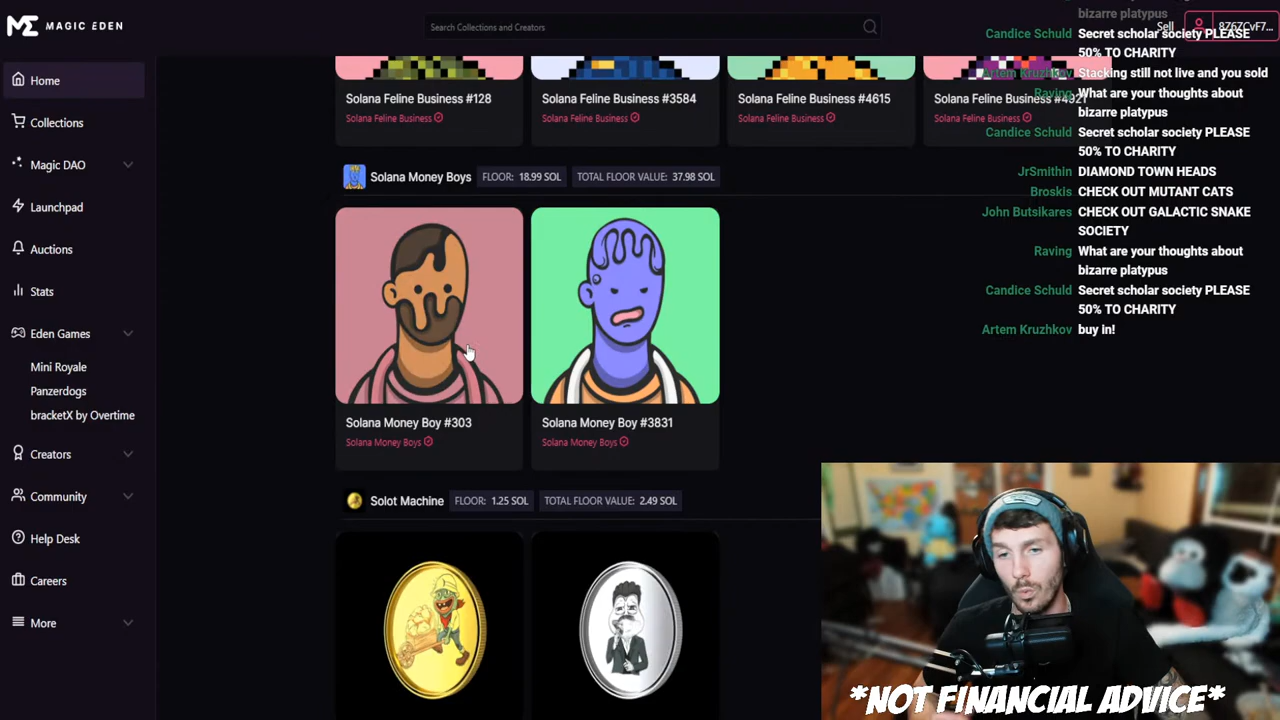 MAGIC EDEN
Search Collections and Creators
Sell
8Z6ZCvF7...
Home
Collections
Magic DAO
Launchpad
Auctions
Stats
Eden Games
Mini Royale
Panzerdogs
bracketX by Overtime
Creators
Community
Help Desk
Careers
More
Solana Feline Business #128
Solana Feline Business
Solana Feline Business #3584
Solana Feline Business
Solana Feline Business #4615
Solana Feline Business
Solana Feline Business #4921
Solana Feline Business
Solana Money Boys FLOOR: 18.99 SOL TOTAL FLOOR VALUE: 37.98 SOL
Solana Money Boy #303
Solana Money Boys
Solana Money Boy #3831
Solana Money Boys
Solot Machine FLOOR: 1.25 SOL TOTAL FLOOR VALUE: 2.49 SOL
bizarre platypus
Candice Schuld Secret scholar society PLEASE
50% TO CHARITY
Artem Kruzhkov Stacking still not live and you sold
Raving What are your thoughts about
bizarre platypus
Candice Schuld Secret scholar society PLEASE
50% TO CHARITY
JrSmithin DIAMOND TOWN HEADS
Broskis CHECK OUT MUTANT CATS
John Butsikares CHECK OUT GALACTIC SNAKE
SOCIETY
Raving What are your thoughts about
bizarre platypus
Candice Schuld Secret scholar society PLEASE
50% TO CHARITY
Artem Kruzhkov buy in!
*NOT FINANCIAL ADVICE*